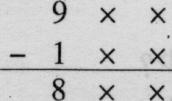 9 × ×
− 1 × ×
8 × ×